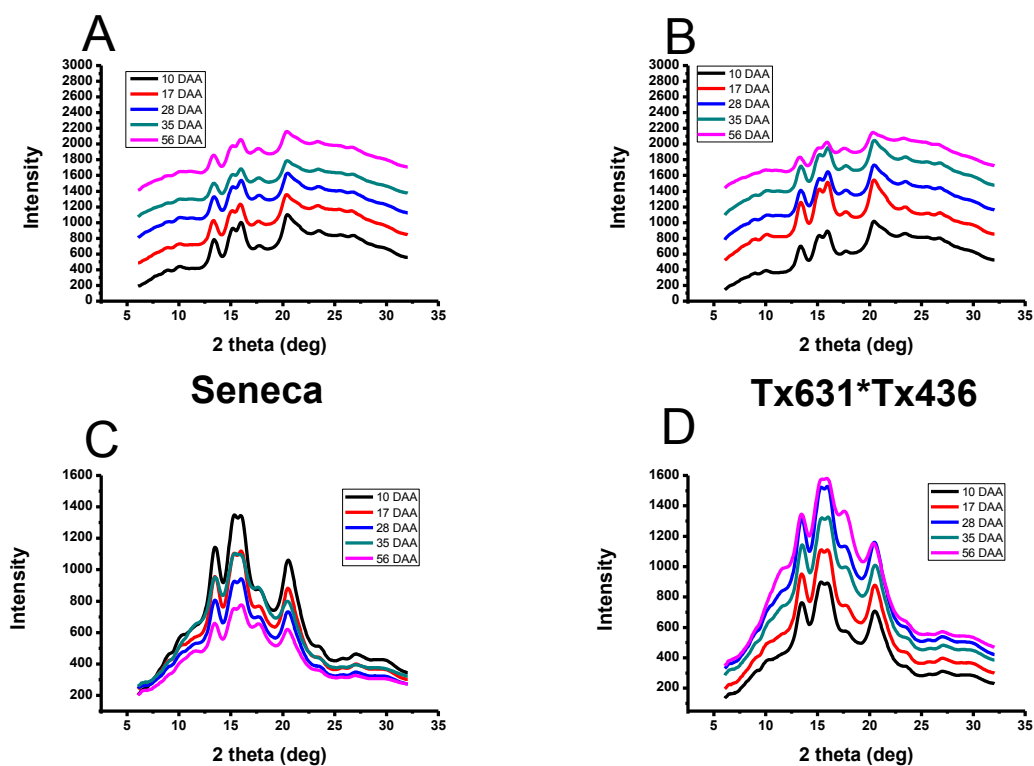 A
3000
2800
2600
2400
2200
2000
1800
1600
1400
1200
1000
800
600
400
200
0
Intensity
10 DAA
17 DAA
28 DAA
35 DAA
56 DAA
5 10 15 20 25 30 35
2 theta (deg)
B
3000
2800
2600
2400
2200
2000
1800
1600
1400
1200
1000
800
600
400
200
0
Intensity
10 DAA
17 DAA
28 DAA
35 DAA
56 DAA
5 10 15 20 25 30 35
2 theta (deg)
Seneca
Tx631*Tx436
C
1600
1400
1200
1000
800
600
400
200
Intensity
10 DAA
17 DAA
28 DAA
35 DAA
56 DAA
5 10 15 20 25 30 35
2 theta (deg)
D
1600
1400
1200
1000
800
600
400
200
Intensity
10 DAA
17 DAA
28 DAA
35 DAA
56 DAA
5 10 15 20 25 30 35
2 theta (deg)